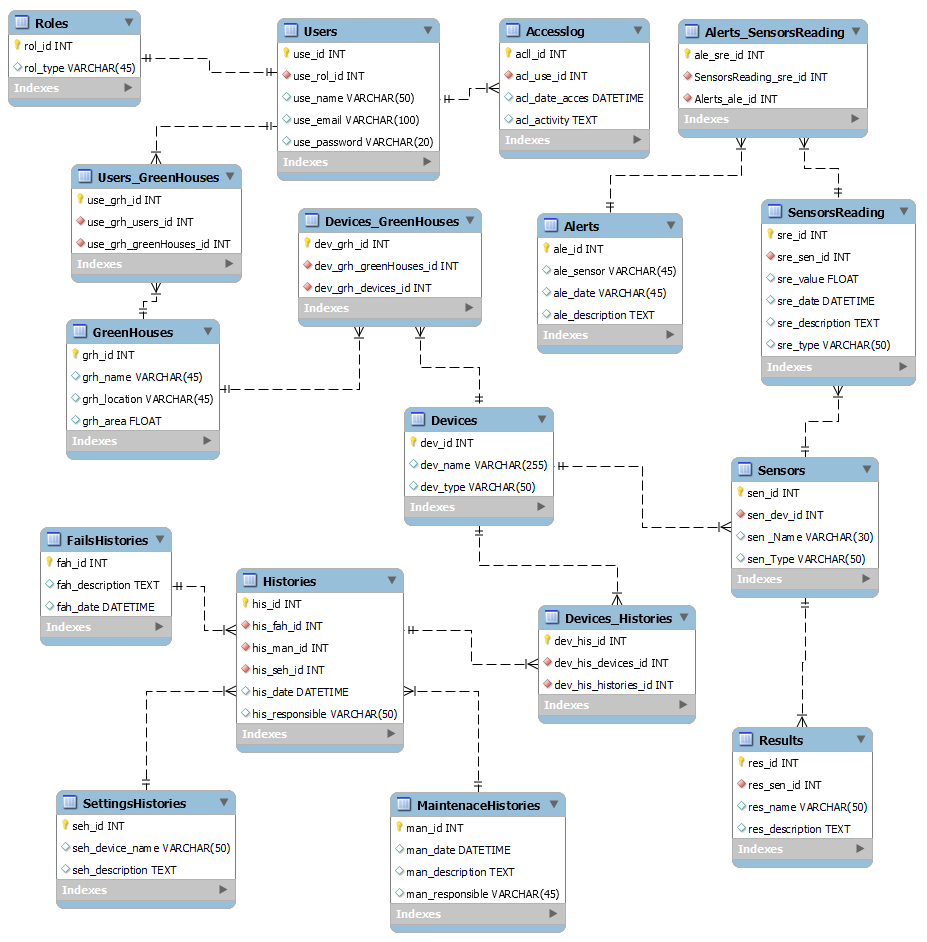 Roles
rol_id INT
rol_type VARCHAR(45)
Indexes
Users
use_id INT
use_rol_id INT
use_name VARCHAR(50)
use_email VARCHAR(100)
use_password VARCHAR(20)
Indexes
Accesslog
acll_id INT
acl_use_id INT
acl_date_acces DATETIME
acl_activity TEXT
Indexes
Alerts_SensorsReading
ale_sre_id INT
SensorsReading_sre_id INT
Alerts_ale_id INT
Indexes
Users_GreenHouses
use_grh_id INT
use_grh_users_id INT
use_grh_greenHouses_id INT
Indexes
Devices_GreenHouses
dev_grh_id INT
dev_grh_greenHouses_id INT
dev_grh_devices_id INT
Indexes
Alerts
ale_id INT
ale_sensor VARCHAR(45)
ale_date VARCHAR(45)
ale_description TEXT
Indexes
SensorsReading
sre_id INT
sre_sen_id INT
sre_value FLOAT
sre_date DATETIME
sre_description TEXT
sre_type VARCHAR(50)
Indexes
GreenHouses
grh_id INT
grh_name VARCHAR(45)
grh_location VARCHAR(45)
grh_area FLOAT
Indexes
Devices
dev_id INT
dev_name VARCHAR(255)
dev_type VARCHAR(50)
Indexes
Sensors
sen_id INT
sen_dev_id INT
sen _Name VARCHAR(30)
sen_Type VARCHAR(50)
Indexes
FailsHistories
fah_id INT
fah_description TEXT
fah_date DATETIME
Indexes
Histories
his_id INT
his_fah_id INT
his_man_id INT
his_seh_id INT
his_date DATETIME
his_responsible VARCHAR(50)
Indexes
Devices_Histories
dev_his_id INT
dev_his_devices_id INT
dev_his_histories_id INT
Indexes
SettingsHistories
seh_id INT
seh_device_name VARCHAR(50)
seh_description TEXT
Indexes
MaintenaceHistories
man_id INT
man_date DATETIME
man_description TEXT
man_responsible VARCHAR(45)
Indexes
Results
res_id INT
res_sen_id INT
res_name VARCHAR(50)
res_description TEXT
Indexes